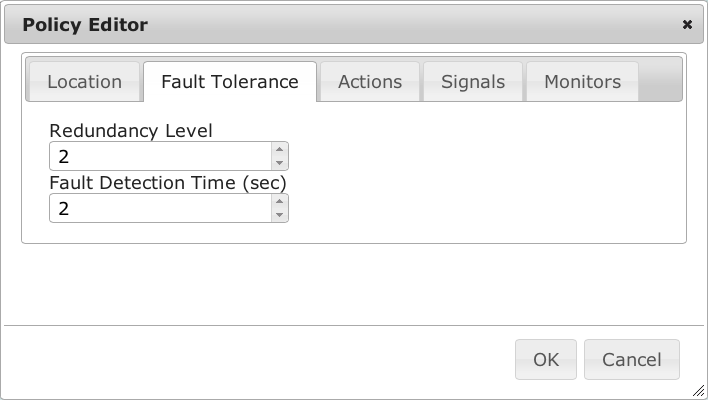 Policy Editor
Location Fault Tolerance Actions Signals Monitors
Redundancy Level
2
Fault Detection Time (sec)
2
OK Cancel